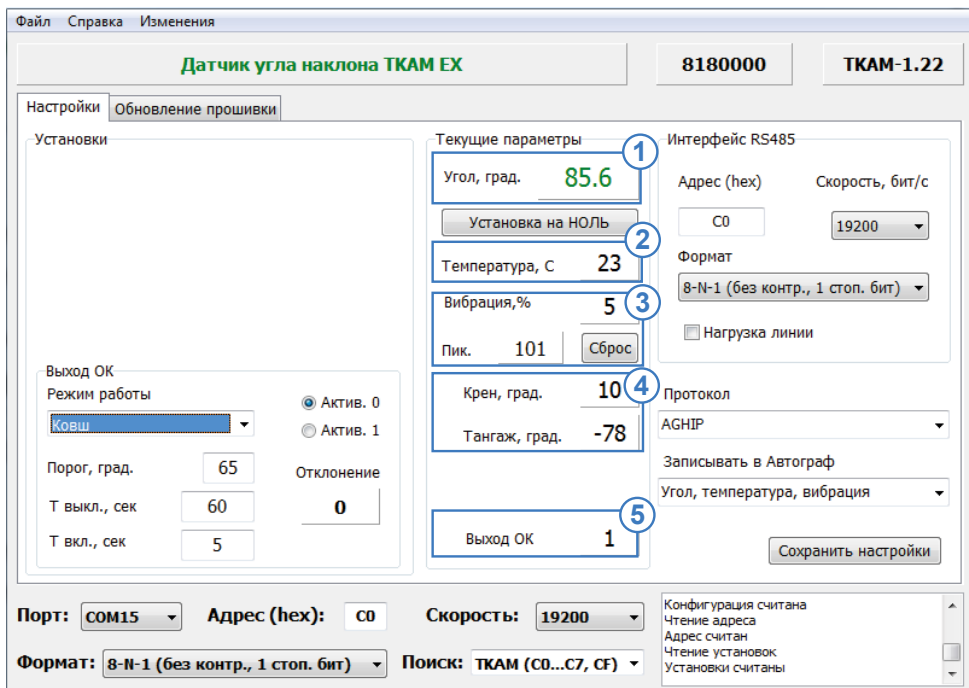 Файл Справка Изменения
Датчик угла наклона TKAM EX
8180000
TKAM-1.22
Настройки
Обновление прошивки
Установки
Выход ОК
Режим работы
Ковш
Актив. 0
Актив. 1
Порог, град. 65
Отклонение
0
Т выкл., сек 60
Т вкл., сек 5
Текущие параметры
1
Угол, град. 85.6
Установка на НОЛЬ
2
Температура, С 23
Вибрация,% 5
3
Пик. 101 Сброс
Крен, град. 10
4
Тангаж, град. -78
5
Выход ОК 1
Интерфейс RS485
Адрес (hex) Скорость, бит/с
C0 19200
Формат
8-N-1 (без контр., 1 стоп. бит)
Нагрузка линии
Протокол
AGHIP
Записывать в Автограф
Угол, температура, вибрация
Сохранить настройки
Порт: COM15 Адрес (hex): C0 Скорость: 19200
Формат: 8-N-1 (без контр., 1 стоп. бит) Поиск: TKAM (C0...C7, CF)
Конфигурация считана
Чтение адреса
Адрес считан
Чтение установок
Установки считаны